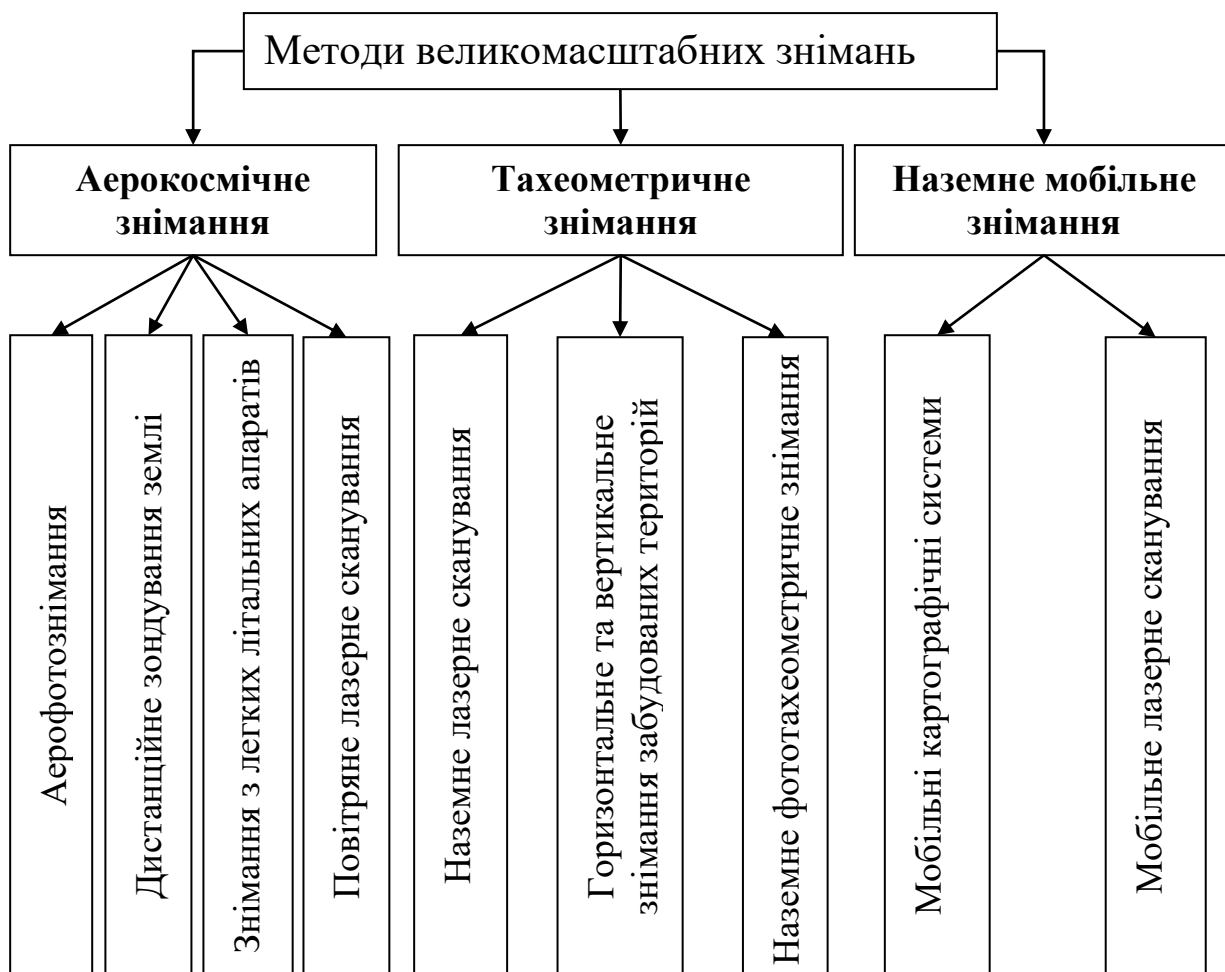 Методи великомасштабних знімань
Аерокосмічне
знімання
Тахеометричне
знімання
Наземне мобільне
знімання
Аерофотознімання
Дистанційне зондування землі
Знімання з легких літальних апаратів
Повітряне лазерне сканування
Наземне лазерне сканування
Горизонтальне та вертикальне
знімання забудованих територій
Наземне фототахеометричне знімання
Мобільні картографічні системи
Мобільне лазерне сканування